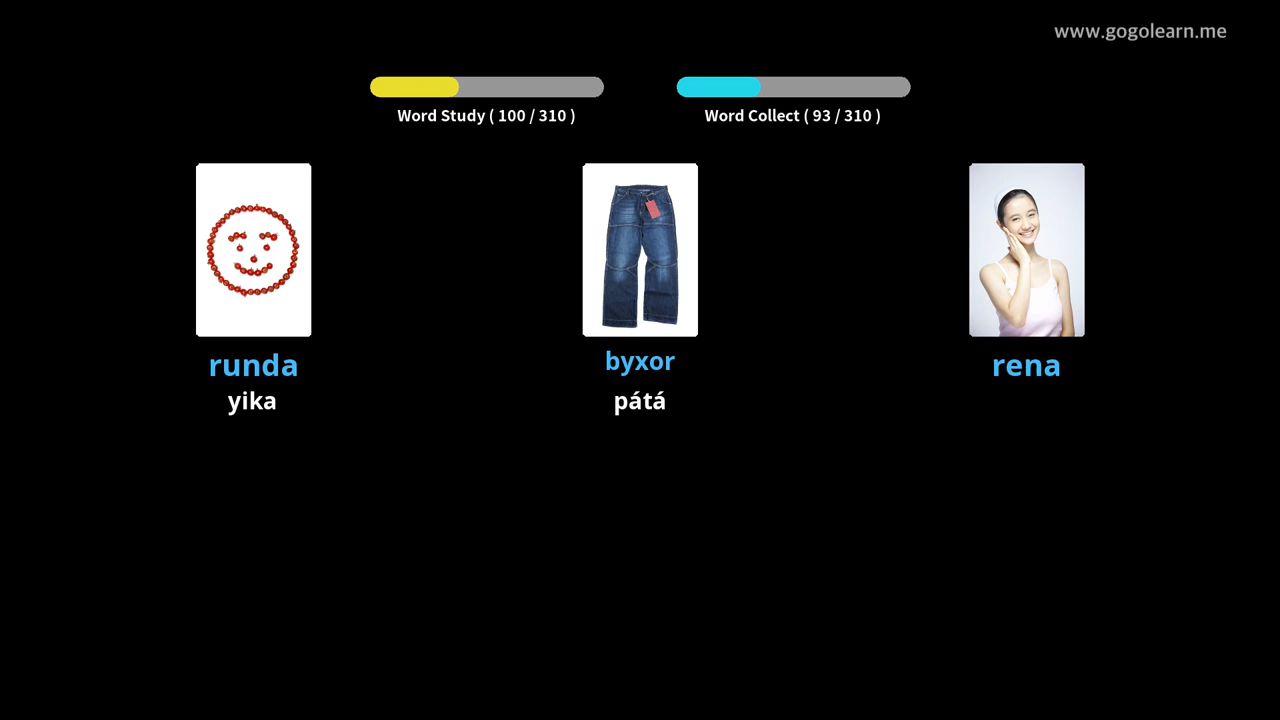 www.gogolearn.me
Word Study ( 100 / 310 )
Word Collect ( 93 / 310 )
runda
yika
byxor
pátá
rena